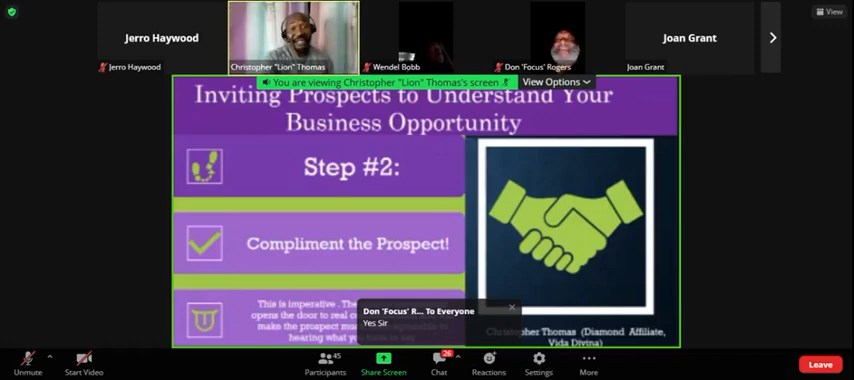 View
Jerro Haywood
Joan Grant
Jerro Haywood
Christopher "Lion" Thomas
Wendel Bobb
Don 'Focus' Rogers
Joan Grant
You are viewing Christopher "Lion" Thomas's screen
View Options
Inviting Prospects to Understand Your
Business Opportunity
Step #2:
Compliment the Prospect!
This is imperative. The
opens the door to real co
make the prospect mu
hearing what
Don 'Focus' R... To Everyone
Yes Sir
Christopher Thomas (Diamond Affiliate,
Vida Divina)
45
26
Unmute
Start Video
Participants
Share Screen
Chat
Reactions
Settings
More
Leave